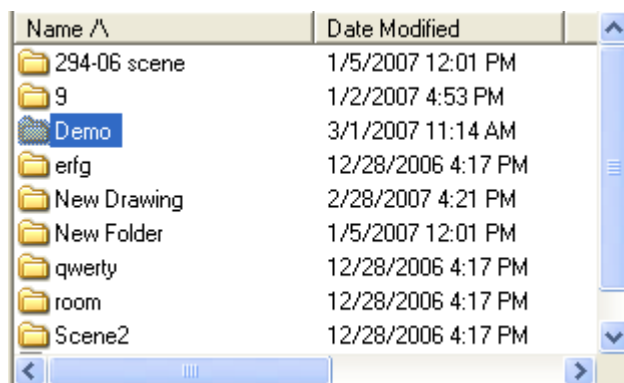 Name /\ Date Modified
294-06 scene 1/5/2007 12:01 PM
9 1/2/2007 4:53 PM
Demo 3/1/2007 11:14 AM
erfg 12/28/2006 4:17 PM
New Drawing 2/28/2007 4:21 PM
New Folder 1/5/2007 12:01 PM
qwerty 12/28/2006 4:17 PM
room 12/28/2006 4:17 PM
Scene2 12/28/2006 4:17 PM